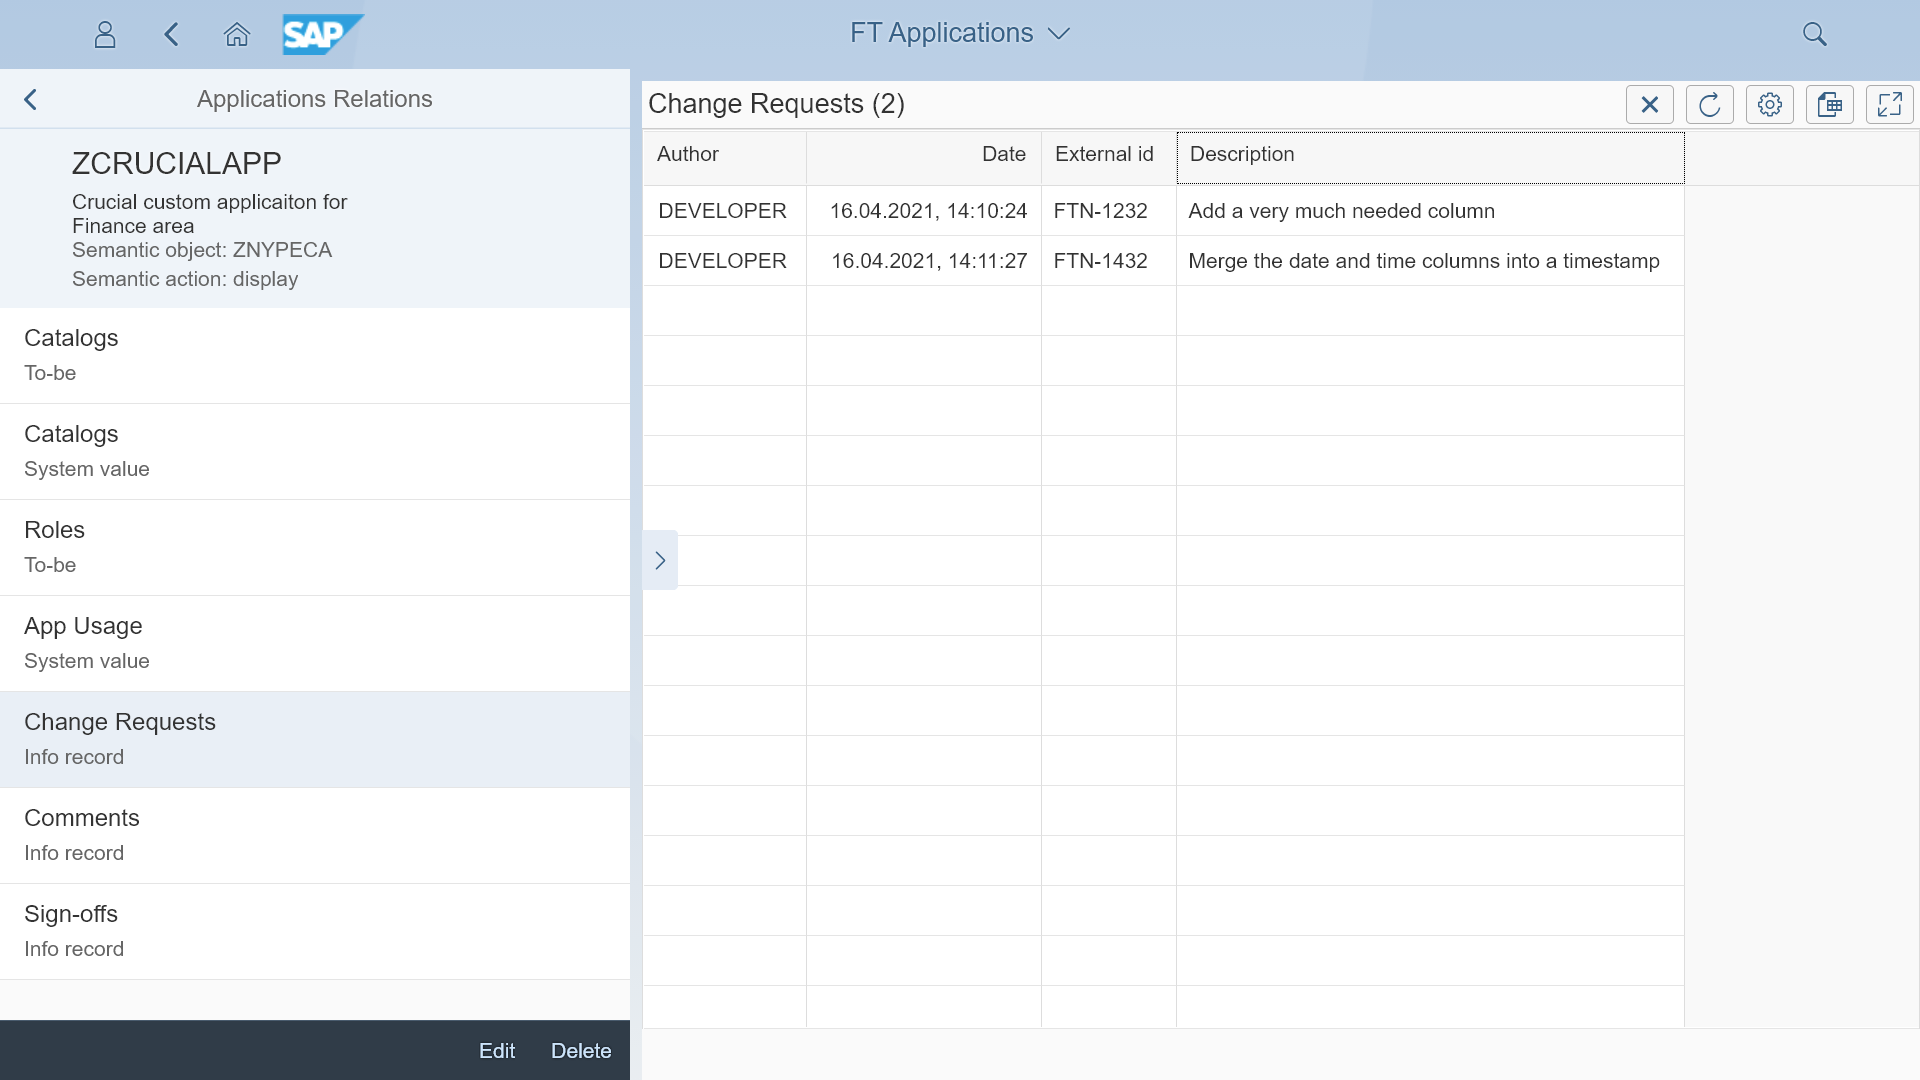 SAP
FT Applications
Applications Relations
ZCRUCIALAPP
Crucial custom applicaiton for
Finance area
Semantic object: ZNYPECA
Semantic action: display
Catalogs
To-be
Catalogs
System value
Roles
To-be
App Usage
System value
Change Requests
Info record
Comments
Info record
Sign-offs
Info record
Edit Delete
Change Requests (2)
Author Date External id Description
DEVELOPER 16.04.2021, 14:10:24 FTN-1232 Add a very much needed column
DEVELOPER 16.04.2021, 14:11:27 FTN-1432 Merge the date and time columns into a timestamp